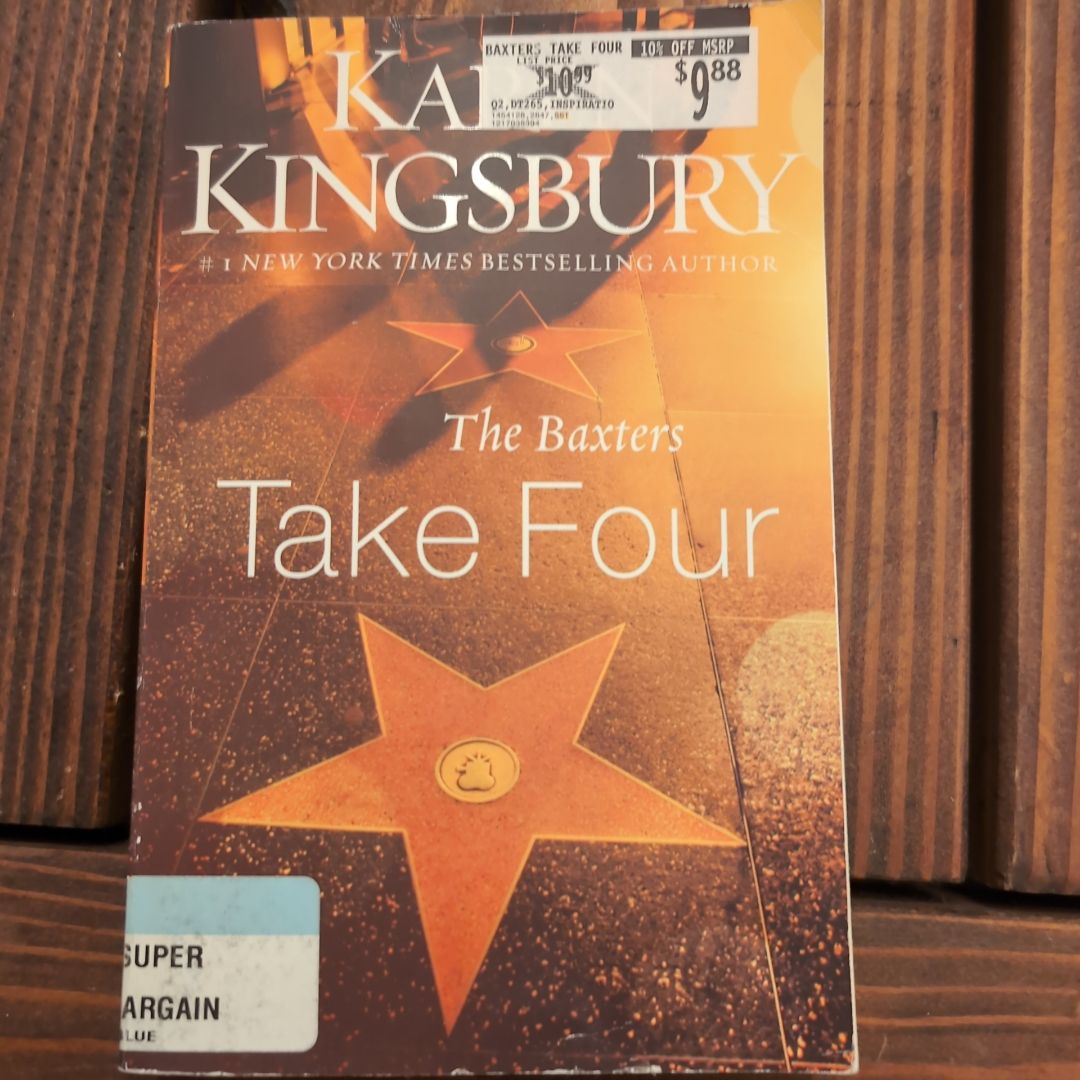 BAXTERS TAKE FOUR 10% OFF MSRP
LIST PRICE
$10.99
$9.88
Q2,DT265,INSPIRATIO
KA
KINGSBURY
# 1 NEW YORK TIMES BESTSELLING AUTHOR
The Baxters
Take Four
SUPER
ARGAIN
LUE